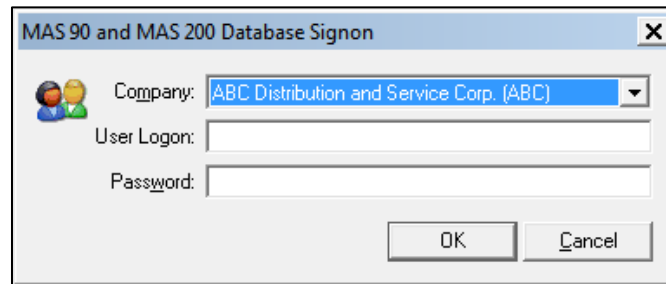 MAS 90 and MAS 200 Database Signon
Company: ABC Distribution and Service Corp. (ABC)
User Logon:
Password:
OK Cancel